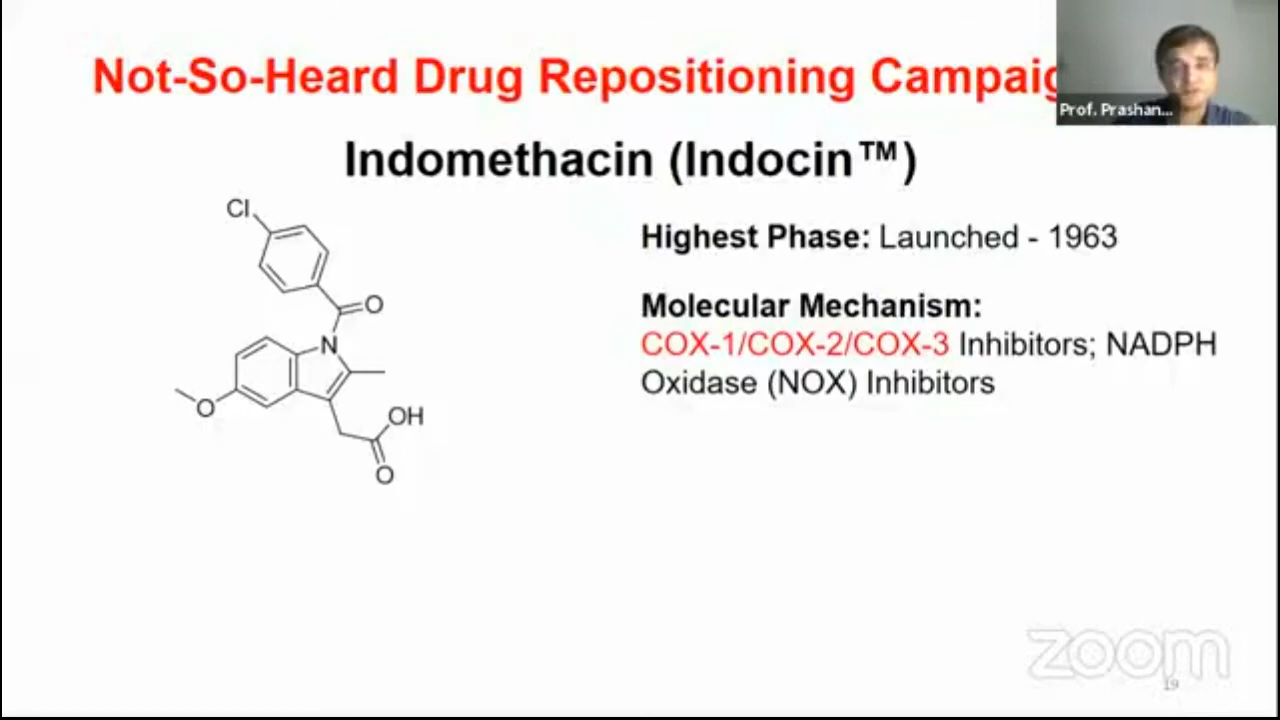 Not-So-Heard Drug Repositioning Campaig
Prof. Prashan...
Indomethacin (Indocin™)
Cl
O
N
O
OH
O
Highest Phase: Launched - 1963
Molecular Mechanism:
COX-1/COX-2/COX-3 Inhibitors; NADPH
Oxidase (NOX) Inhibitors
zoom
19